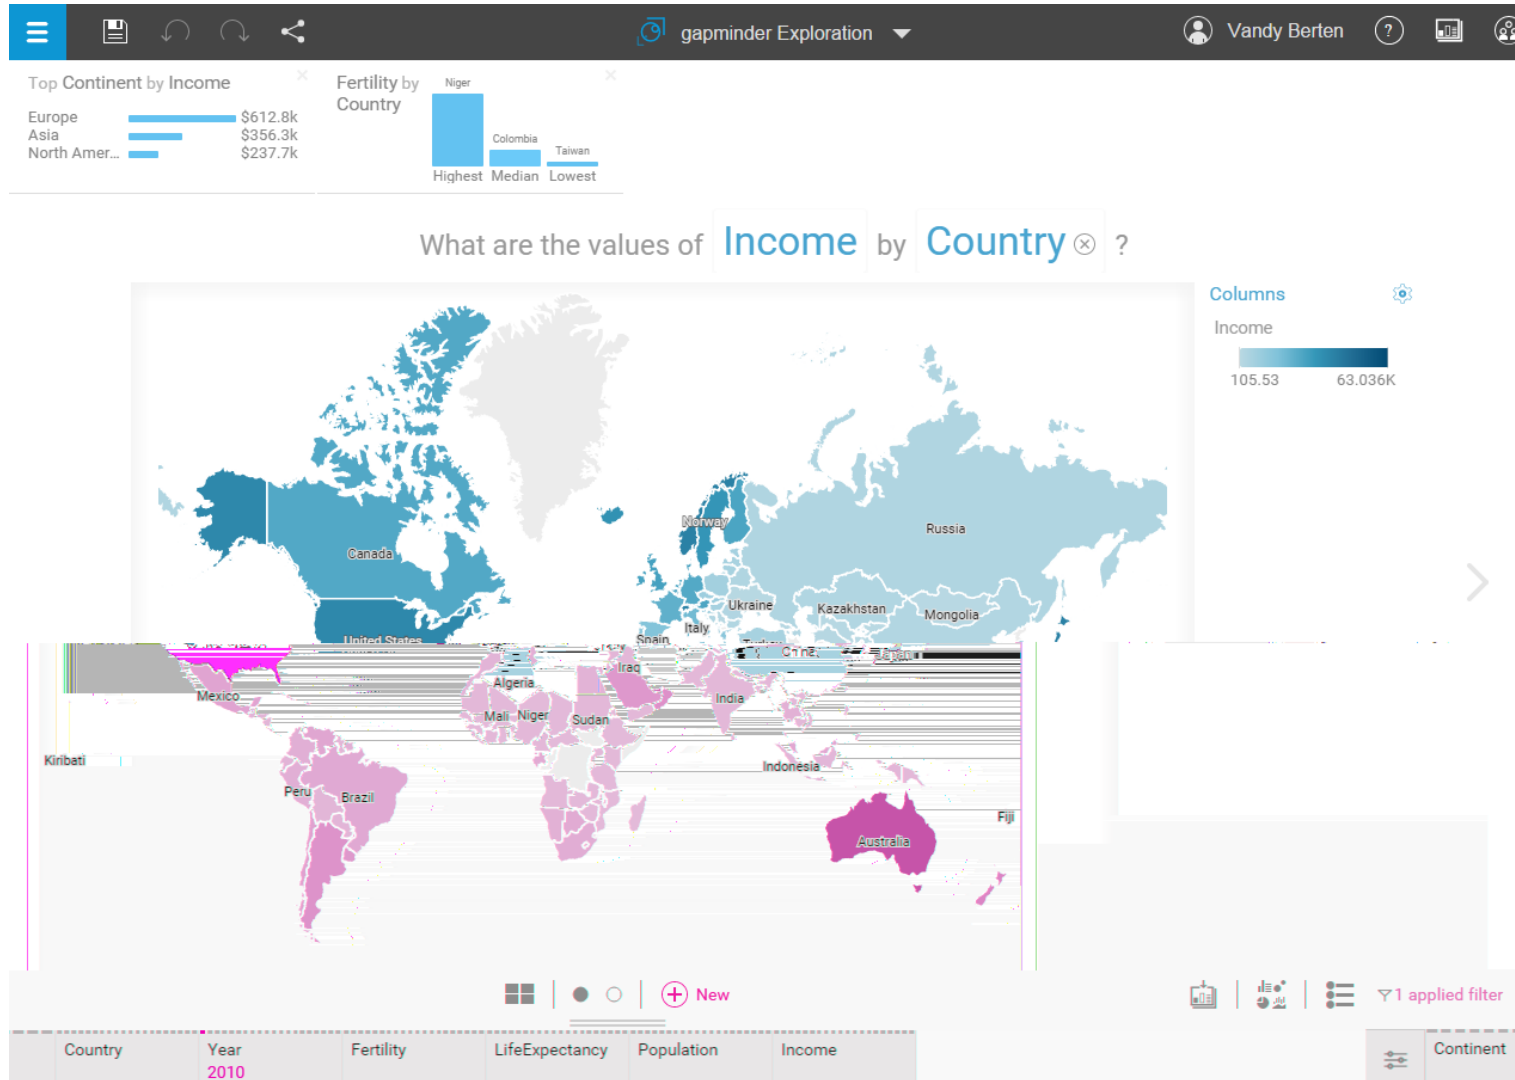 gapminder Exploration
Vandy Berten
?
Top Continent by Income
Europe $612.8k
Asia $356.3k
North Amer... $237.7k
Fertility by
Country
Niger
Colombia
Taiwan
Highest Median Lowest
What are the values of Income by Country ?
Columns
Income
105.53 63.036K
Canada
Norway
Russia
Ukraine
Kazakhstan
Mongolia
Italy
Spain
United States
Iraq
Algeria
India
Mexico
Mali
Niger
Sudan
Kiribati
Indonesia
Peru
Brazil
Fiji
Australia
New
1 applied filter
Country
Year
2010
Fertility
LifeExpectancy
Population
Income
Continent